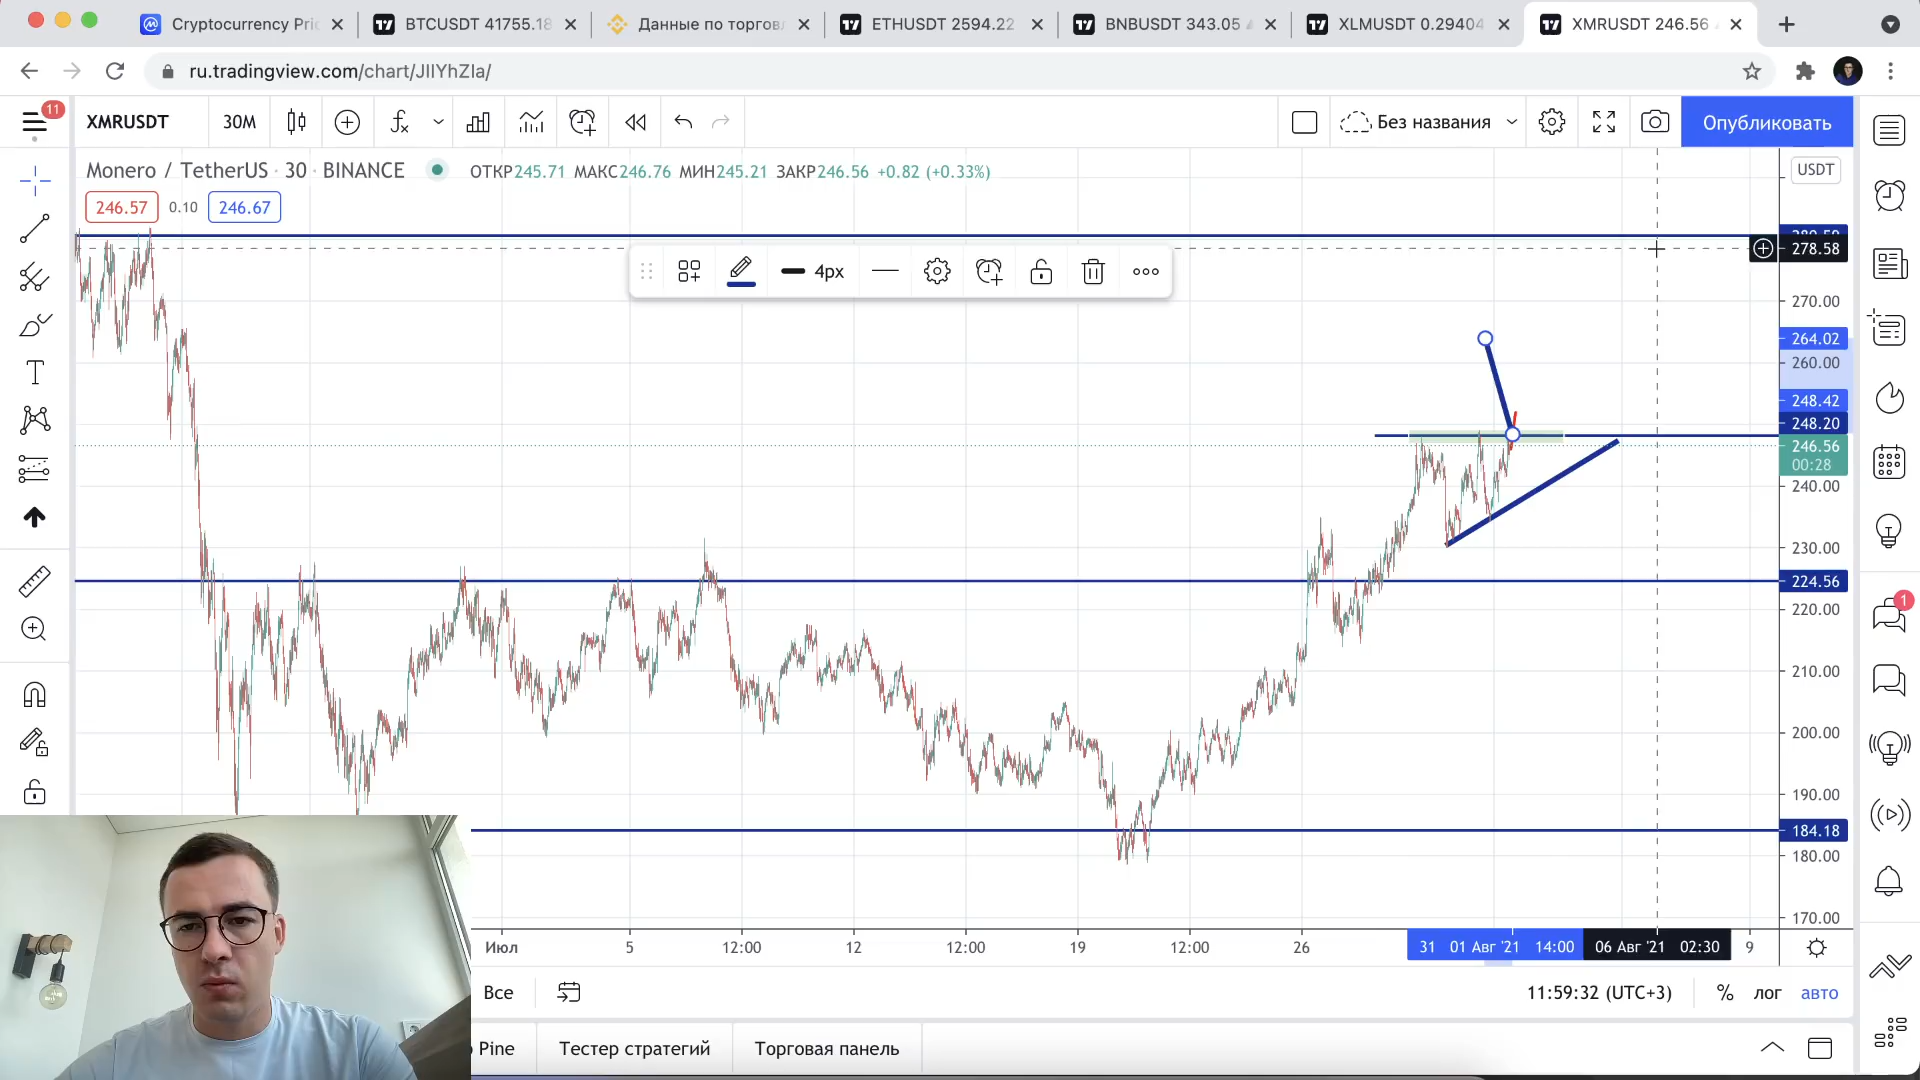 Cryptocurrency Pri
BTCUSDT 41755.18
Данные по торгов
ETHUSDT 2594.22
BNBUSDT 343.05
XLMUSDT 0.29404
XMRUSDT 246.56
ru.tradingview.com/chart/JIlYhZla/
11
XMRUSDT
30М
Без названия
Опубликовать
Monero / TetherUS · 30 · BINANCE
ОТКР245.71 МАКС246.76 МИН245.21 ЗАКР246.56 +0.82 (+0.33%)
USDT
246.57
0.10
246.67
278.58
4px
270.00
264.02
260.00
248.42
248.20
246.56
00:28
240.00
230.00
224.56
220.00
210.00
200.00
190.00
184.18
180.00
170.00
1
Июл
5
12:00
12
12:00
19
12:00
26
31
01 Авг '21 14:00
06 Авг '21 02:30
9
Все
11:59:32 (UTC+3)
%
лог
авто
Pine
Тестер стратегий
Торговая панель